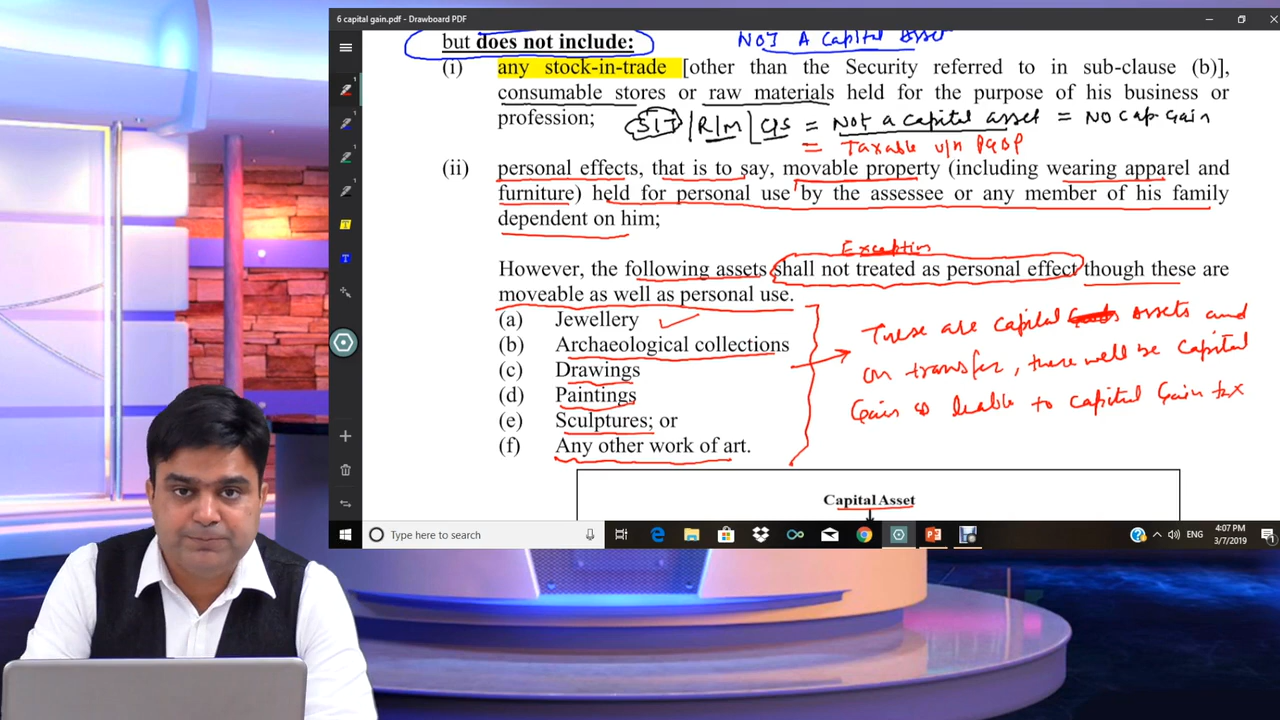 6 capital gain.pdf - Drawboard PDF
but does not include:
NOT A Capital Asset
(i) any stock-in-trade [other than the Security referred to in sub-clause (b)],
consumable stores or raw materials held for the purpose of his business or
profession;
SIT / R/M / C/S = Not a capital asset = NO Cap. Gain
= Taxable u/h PGBP
(ii) personal effects, that is to say, movable property (including wearing apparel and
furniture) held for personal use by the assessee or any member of his family
dependent on him;
Exception
However, the following assets shall not treated as personal effect though these are
moveable as well as personal use.
(a) Jewellery
(b) Archaeological collections
(c) Drawings
(d) Paintings
(e) Sculptures; or
(f) Any other work of art.
These are capital Assets and
on transfer, there will be capital
Gain & liable to capital Gain tax
Capital Asset
Type here to search
ENG
4:07 PM
3/7/2019